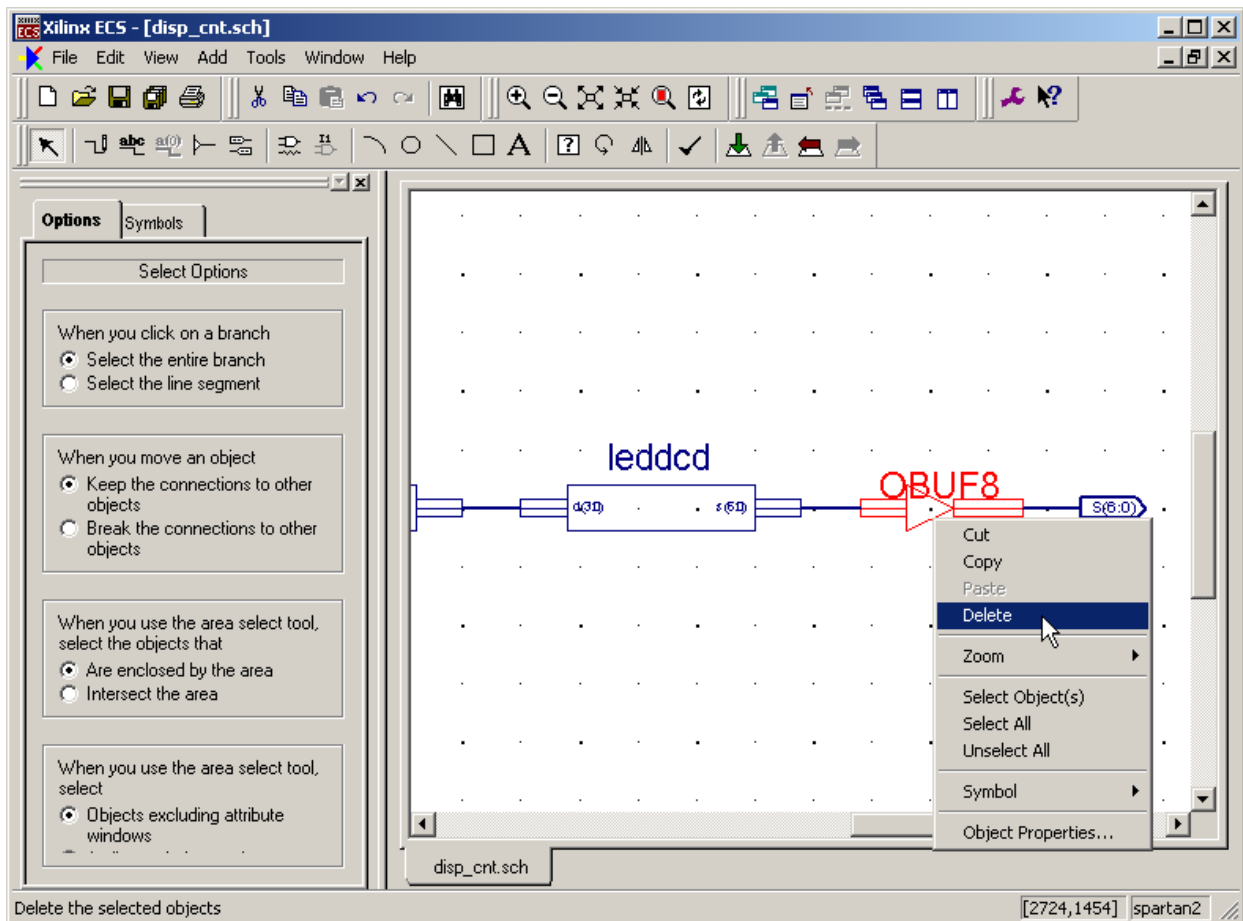 XILINX ECS
Xilinx ECS - [disp_cnt.sch]
File Edit View Add Tools Window Help
abc a(0) I1 A ?
Options
Symbols
Select Options
When you click on a branch
Select the entire branch
Select the line segment
When you move an object
Keep the connections to other
objects
Break the connections to other
objects
When you use the area select tool,
select the objects that
Are enclosed by the area
Intersect the area
When you use the area select tool,
select
Objects excluding attribute
windows
leddcd
d(3:0)
s(6:0)
OBUF8
S(6:0)
Cut
Copy
Paste
Delete
Zoom
Select Object(s)
Select All
Unselect All
Symbol
Object Properties...
disp_cnt.sch
Delete the selected objects
[2724,1454] spartan2